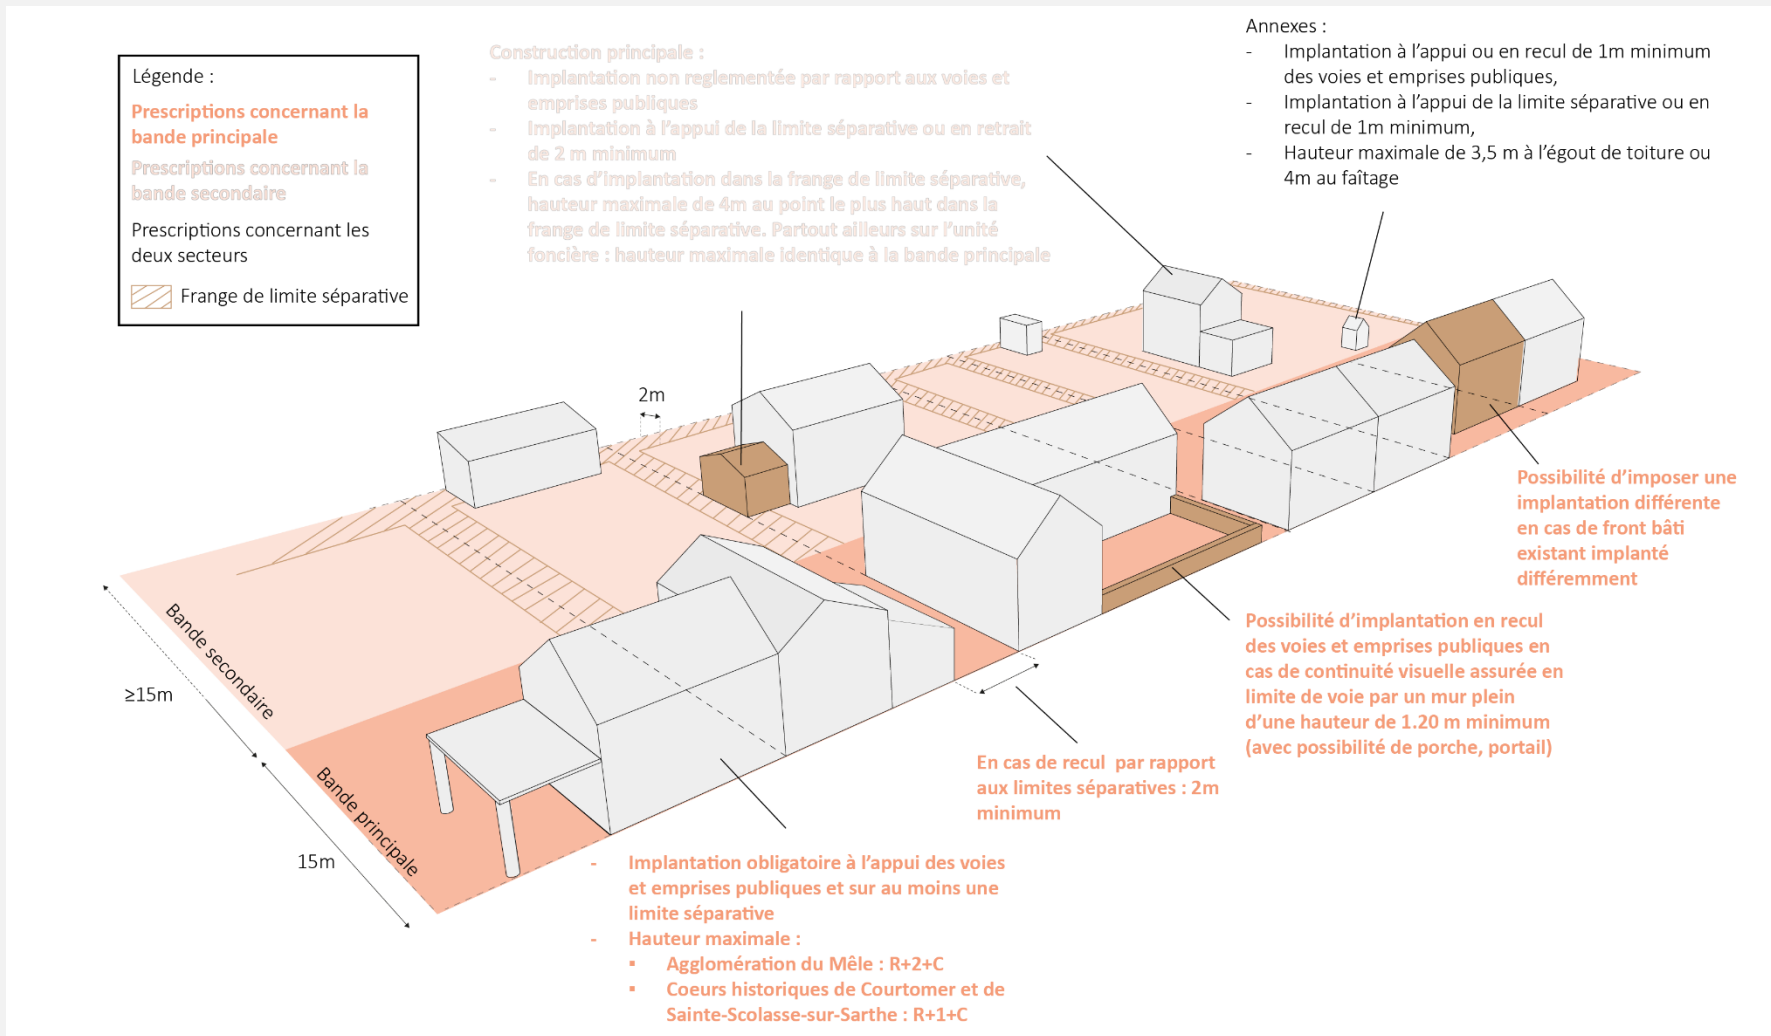 Légende :
Prescriptions concernant la
bande principale
Prescriptions concernant la
bande secondaire
Prescriptions concernant les
deux secteurs
Frange de limite séparative
Construction principale :
- Implantation non reglementée par rapport aux voies et
emprises publiques
- Implantation à l'appui de la limite séparative ou en retrait
de 2 m minimum
- En cas d'implantation dans la frange de limite séparative,
hauteur maximale de 4m au point le plus haut dans la
frange de limite séparative. Partout ailleurs sur l'unité
foncière : hauteur maximale identique à la bande principale
Annexes :
- Implantation à l'appui ou en recul de 1m minimum
des voies et emprises publiques,
- Implantation à l'appui de la limite séparative ou en
recul de 1m minimum,
- Hauteur maximale de 3,5 m à l'égout de toiture ou
4m au faîtage
2m
Bande secondaire
≥15m
Bande principale
15m
Possibilité d'imposer une
implantation différente
en cas de front bâti
existant implanté
différemment
Possibilité d'implantation en recul
des voies et emprises publiques en
cas de continuité visuelle assurée en
limite de voie par un mur plein
d'une hauteur de 1.20 m minimum
(avec possibilité de porche, portail)
En cas de recul par rapport
aux limites séparatives : 2m
minimum
- Implantation obligatoire à l'appui des voies
et emprises publiques et sur au moins une
limite séparative
- Hauteur maximale :
▪ Agglomération du Mêle : R+2+C
▪ Coeurs historiques de Courtomer et de
Sainte-Scolasse-sur-Sarthe : R+1+C